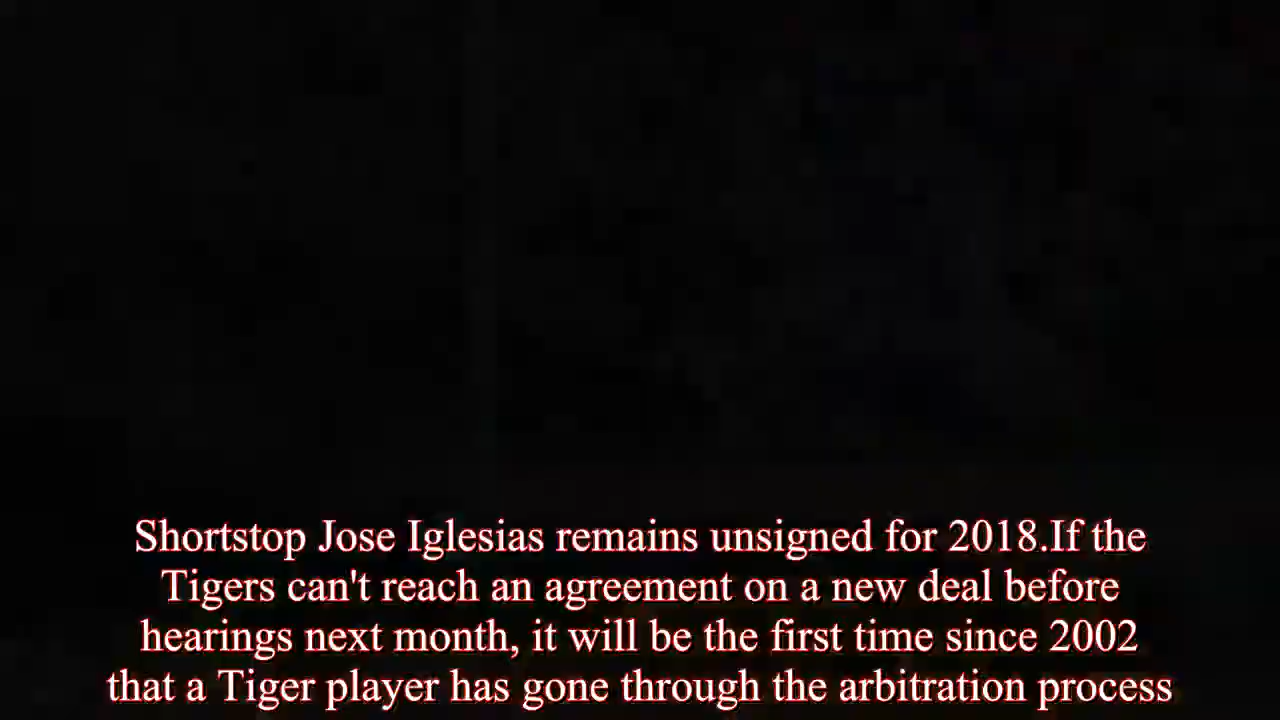 Shortstop Jose Iglesias remains unsigned for 2018.If the
Tigers can't reach an agreement on a new deal before
hearings next month, it will be the first time since 2002
that a Tiger player has gone through the arbitration process